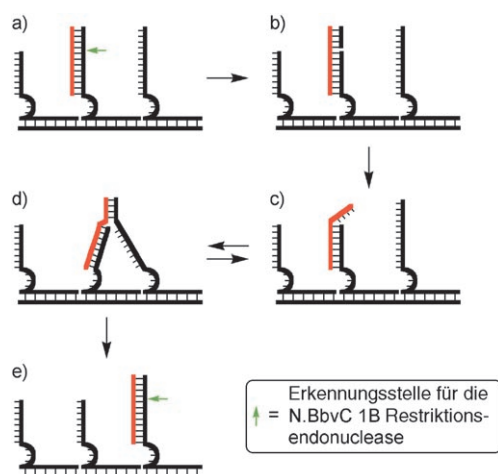 a)
b)
c)
d)
e)
Erkennungsstelle für die
= N.BbvC 1B Restriktions-
endonuclease